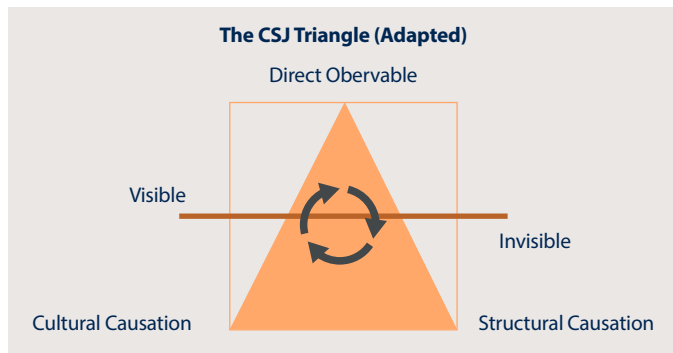 The CSJ Triangle (Adapted)
Direct Obervable
Visible
Invisible
Cultural Causation
Structural Causation